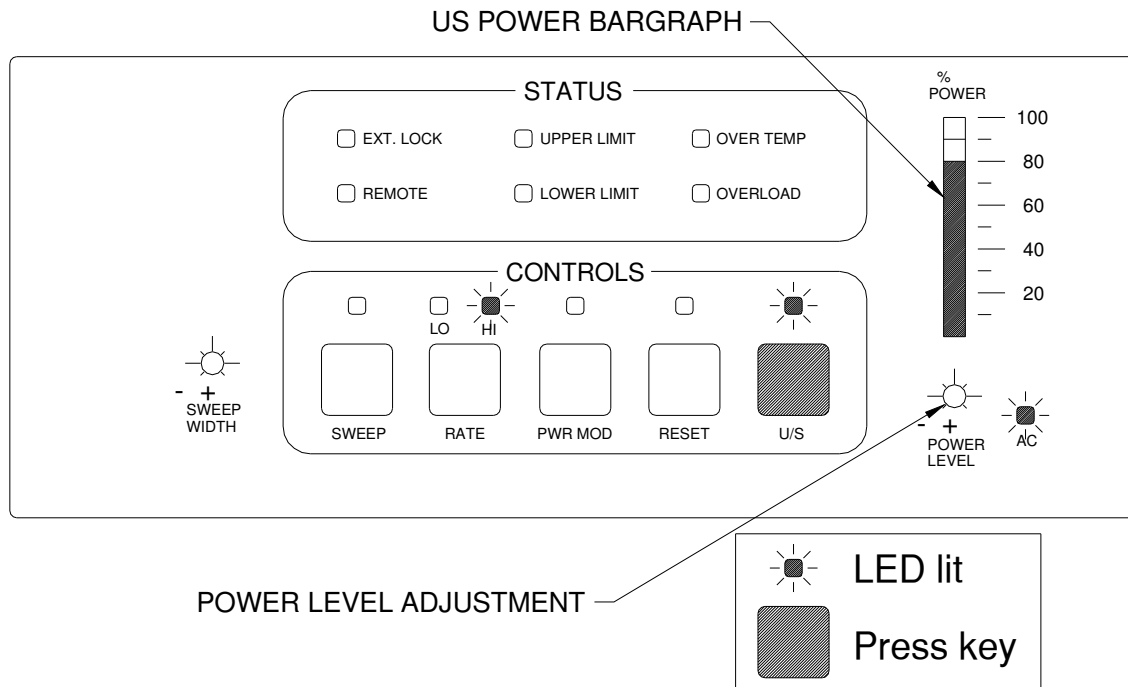 US POWER BARGRAPH
STATUS
EXT. LOCK
UPPER LIMIT
OVER TEMP
REMOTE
LOWER LIMIT
OVERLOAD
%
POWER
100
80
60
40
20
CONTROLS
LO
HI
SWEEP
RATE
PWR MOD
RESET
U/S
- +
SWEEP
WIDTH
- +
POWER
LEVEL
AC
POWER LEVEL ADJUSTMENT
LED lit
Press key